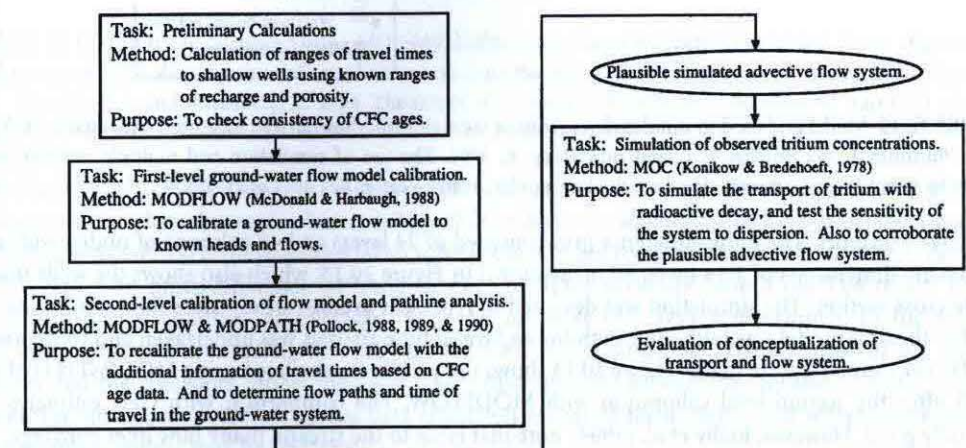 Task: Preliminary Calculations
Method: Calculation of ranges of travel times
to shallow wells using known ranges
of recharge and porosity.
Purpose: To check consistency of CFC ages.
Task: First-level ground-water flow model calibration.
Method: MODFLOW (McDonald & Harbaugh, 1988)
Purpose: To calibrate a ground-water flow model to
known heads and flows.
Task: Second-level calibration of flow model and pathline analysis.
Method: MODFLOW & MODPATH (Pollock, 1988, 1989, & 1990)
Purpose: To recalibrate the ground-water flow model with the
additional information of travel times based on CFC
age data. And to determine flow paths and time of
travel in the ground-water system.
Plausible simulated advective flow system.
Task: Simulation of observed tritium concentrations.
Method: MOC (Konikow & Bredehoeft, 1978)
Purpose: To simulate the transport of tritium with
radioactive decay, and test the sensitivity of
the system to dispersion. Also to corroborate
the plausible advective flow system.
Evaluation of conceptualization of
transport and flow system.